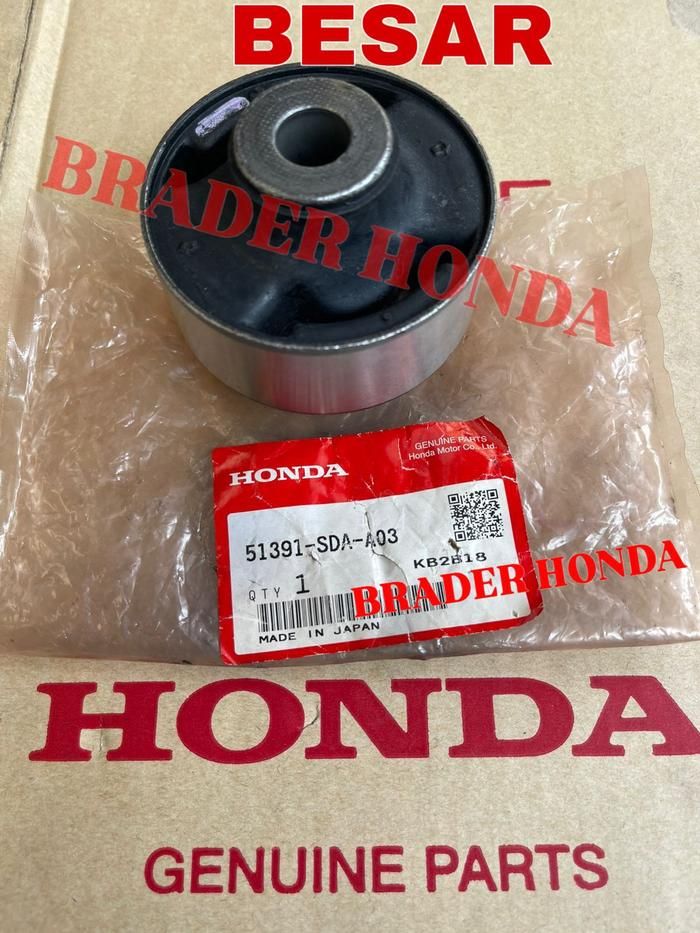 BESAR
BRADER HONDA
GENUINE PARTS
Honda Motor Co., Ltd.
HONDA
51391-SDA-A03
KB2B18
QTY 1
BRADER HONDA
MADE IN JAPAN
HONDA
GENUINE PARTS